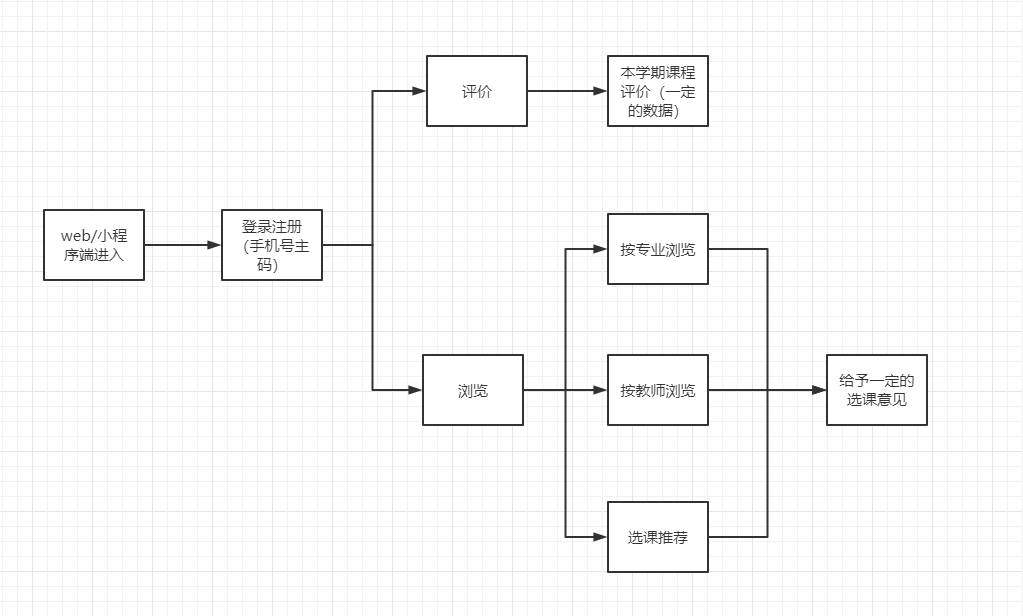 web/小程
序端进入
登录注册
（手机号主
码）
评价
本学期课程
评价（一定
的数据）
浏览
按专业浏览
按教师浏览
选课推荐
给予一定的
选课意见